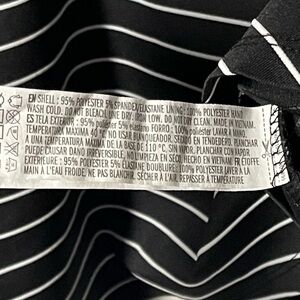 EN SHELL : 95% POLYESTER 5% SPANDEX/ELASTANE LINING : 100% POLYESTER HAND
WASH COLD. DO NOT BLEACH. LINE DRY. IRON LOW. DO NOT DRY CLEAN. MADE IN VIETNAM
ES TELA EXTERIOR : 95% poliéster 5% elastano FORRO : 100% poliéster LAVAR A MANO.
TEMPERATURA MAXIMA 40 °C NO USAR BLANQUEADOR. SECADO EN TENDEDERO. PLANCHAR
TEMPERATURA MAXIMA DE LA BASE DE 110 °C. SIN VAPOR. PLANCHAR CON VAPOR
PUEDE CAUSAR DANO IRREVERSIBLE. NO LIMPIEZA EN SECO. HECHO EN VIETNAM FR ÉTOFFE
EXTÉRIEURE : 95% POLYESTER 5% ÉLASTHANNE DOUBLURE : 100% POLYESTER LAVER À LA MAIN
À L'EAU FROIDE. NE PAS BLANCHIR. SÉCHER À L'AIR. REPASSER À TEMPÉRATURE